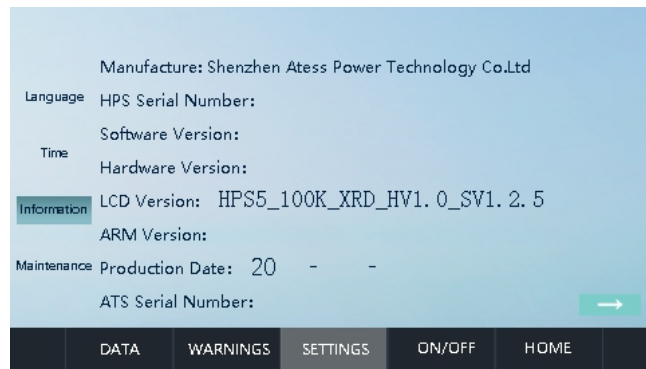 Manufacture: Shenzhen Atess Power Technology Co.Ltd
Language
HPS Serial Number:
Software Version:
Time
Hardware Version:
Information
LCD Version: HPS5_100K_XRD_HV1.0_SV1.2.5
ARM Version:
Maintenance
Production Date: 20 - -
ATS Serial Number:
→
DATA WARNINGS SETTINGS ON/OFF HOME